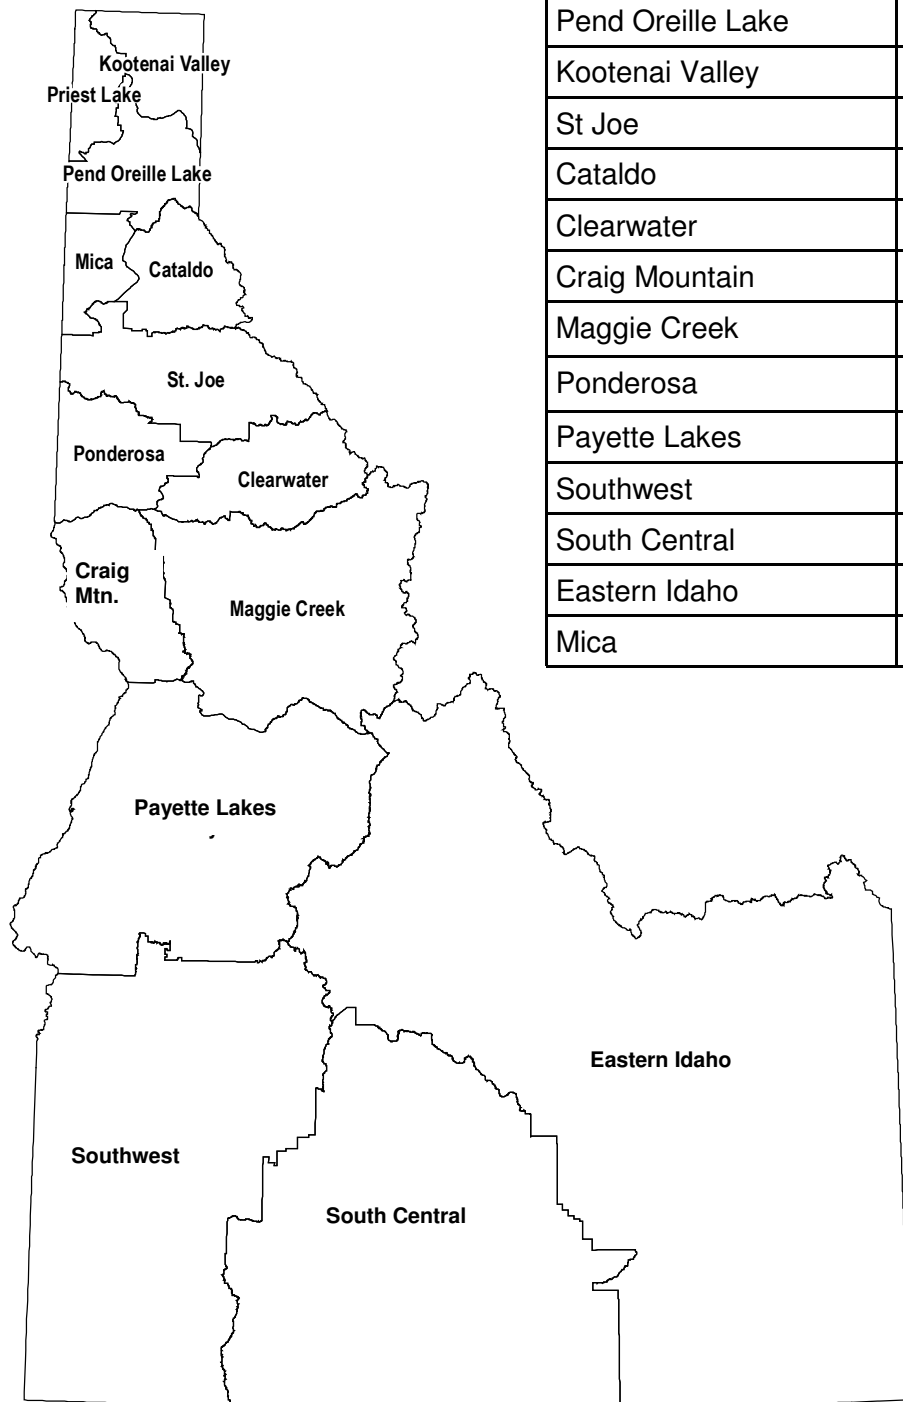 Kootenai Valley
Priest Lake
Pend Oreille Lake
Mica
Cataldo
St. Joe
Ponderosa
Clearwater
Craig
Mtn.
Maggie Creek
Payette Lakes
Eastern Idaho
Southwest
South Central
Pend Oreille Lake
Kootenai Valley
St Joe
Cataldo
Clearwater
Craig Mountain
Maggie Creek
Ponderosa
Payette Lakes
Southwest
South Central
Eastern Idaho
Mica